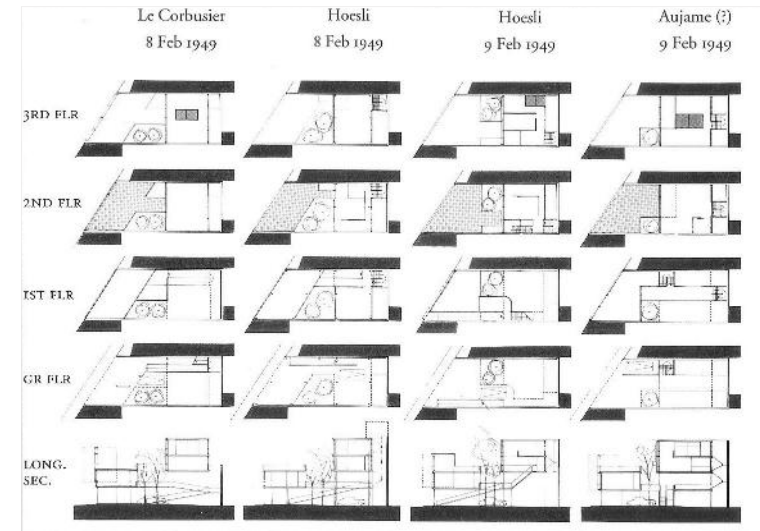 Le Corbusier Hoesli Hoesli Aujame (?)
8 Feb 1949 8 Feb 1949 9 Feb 1949 9 Feb 1949
3RD FLR
2ND FLR
IST FLR
GR FLR
LONG.
SEC.